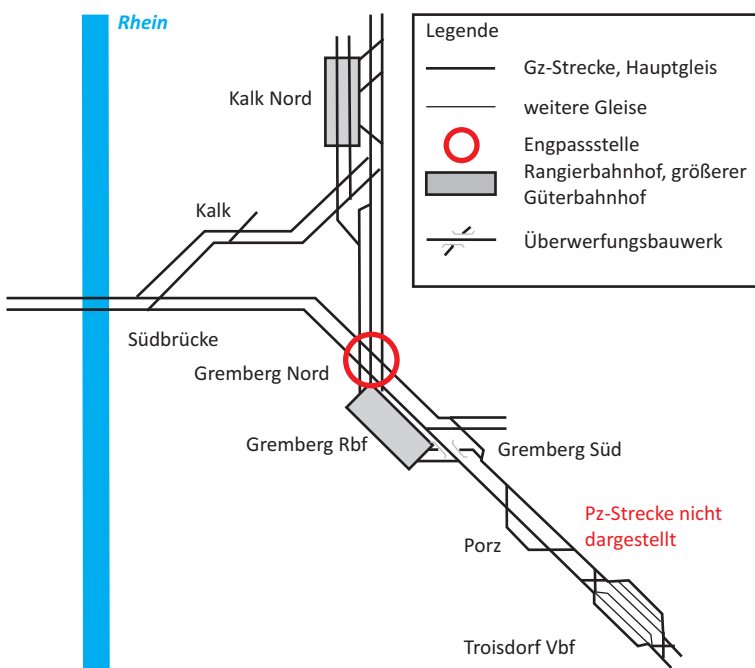 Rhein
Kalk Nord
Kalk
Südbrücke
Gremberg Nord
Gremberg Rbf
Gremberg Süd
Porz
Pz-Strecke nicht
dargestellt
Troisdorf Vbf
Legende
Gz-Strecke, Hauptgleis
weitere Gleise
Engpassstelle
Rangierbahnhof, größerer
Güterbahnhof
Überwerfungsbauwerk